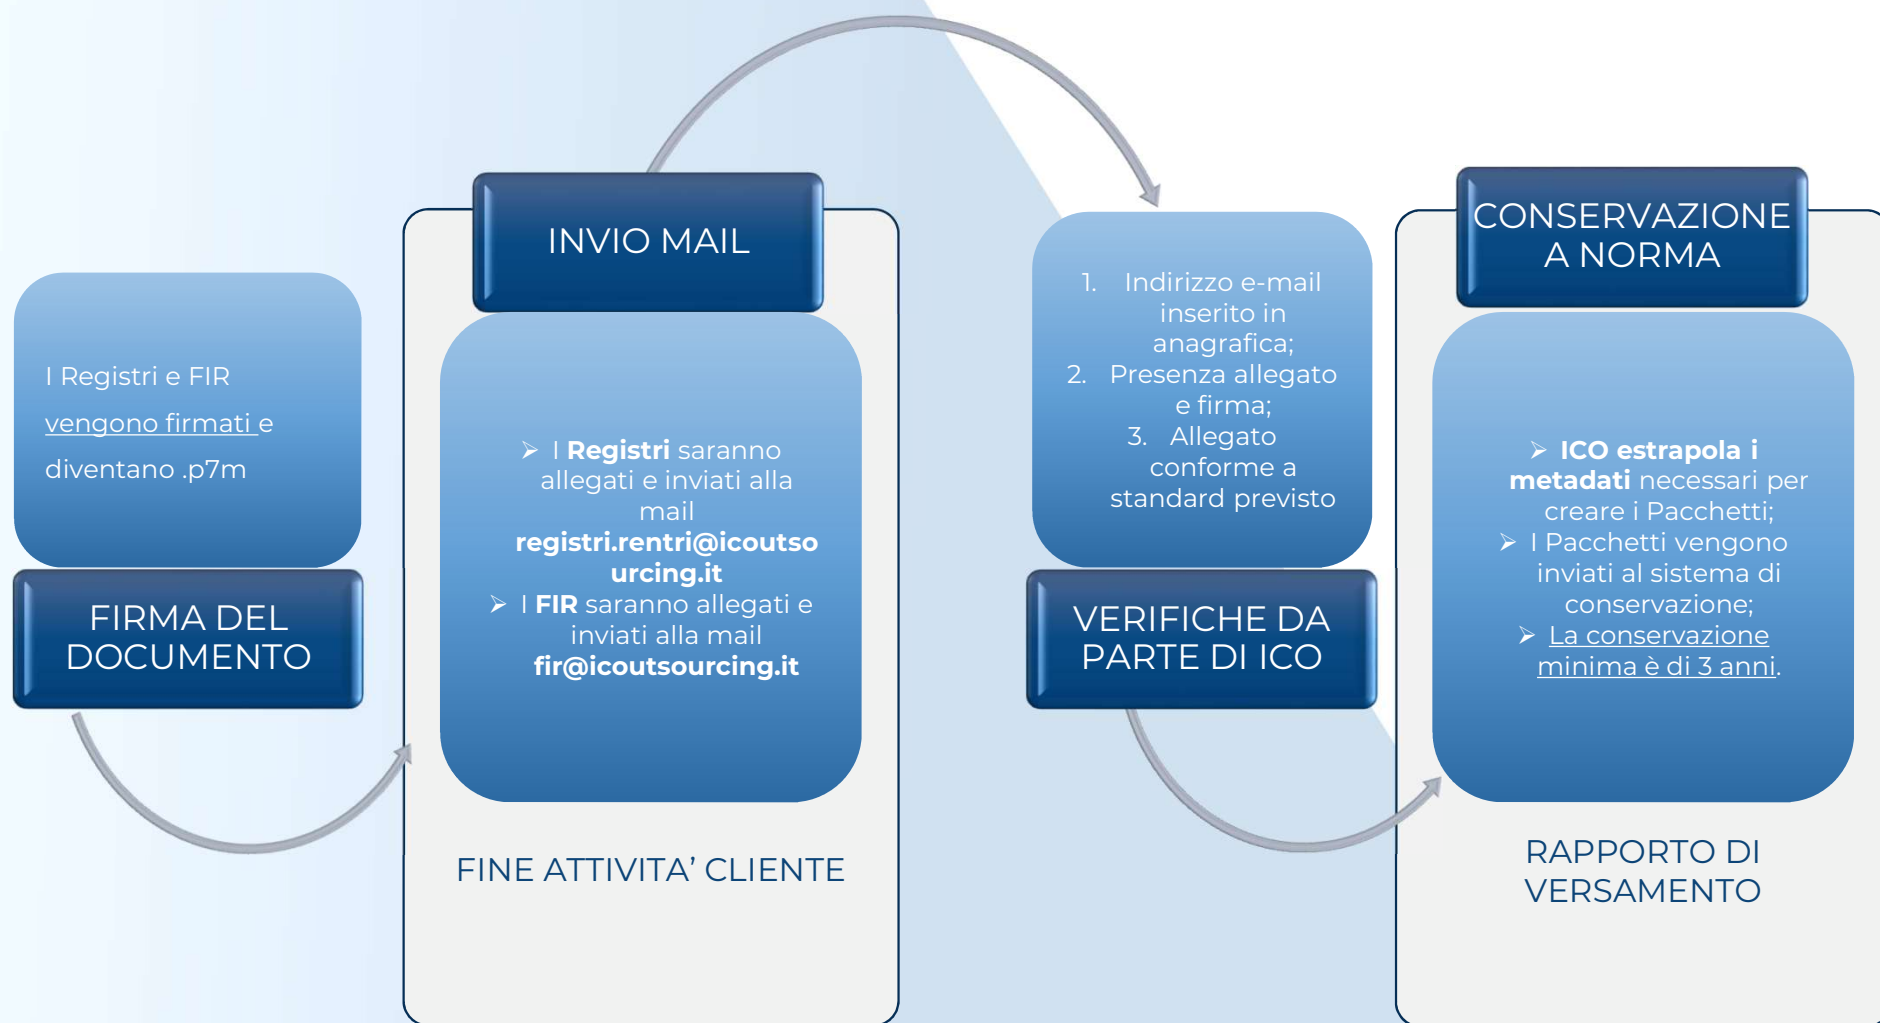 I Registri e FIR
vengono firmati e
diventano .p7m
FIRMA DEL
DOCUMENTO
INVIO MAIL
➢ I Registri saranno
allegati e inviati alla
mail
registri.rentri@icoutso
urcing.it
➢ I FIR saranno allegati e
inviati alla mail
fir@icoutsourcing.it
FINE ATTIVITA’ CLIENTE
1. Indirizzo e-mail
inserito in
anagrafica;
2. Presenza allegato
e firma;
3. Allegato
conforme a
standard previsto
VERIFICHE DA
PARTE DI ICO
CONSERVAZIONE
A NORMA
➢ ICO estrapola i
metadati necessari per
creare i Pacchetti;
➢ I Pacchetti vengono
inviati al sistema di
conservazione;
➢ La conservazione
minima è di 3 anni.
RAPPORTO DI
VERSAMENTO